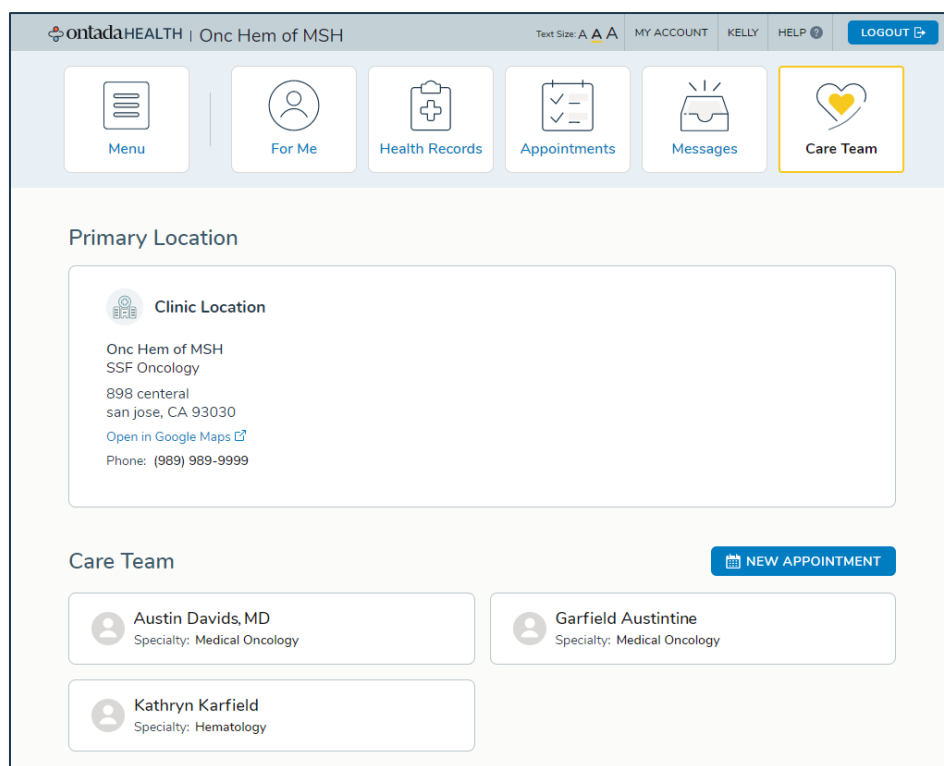 ontada HEALTH | Onc Hem of MSH
Text Size: A A A
MY ACCOUNT
KELLY
HELP ?
LOGOUT
Menu
For Me
Health Records
Appointments
Messages
Care Team
Primary Location
Clinic Location
Onc Hem of MSH
SSF Oncology
898 centeral
san jose, CA 93030
Open in Google Maps
Phone: (989) 989-9999
Care Team
NEW APPOINTMENT
Austin Davids, MD
Specialty: Medical Oncology
Garfield Austintine
Specialty: Medical Oncology
Kathryn Karfield
Specialty: Hematology